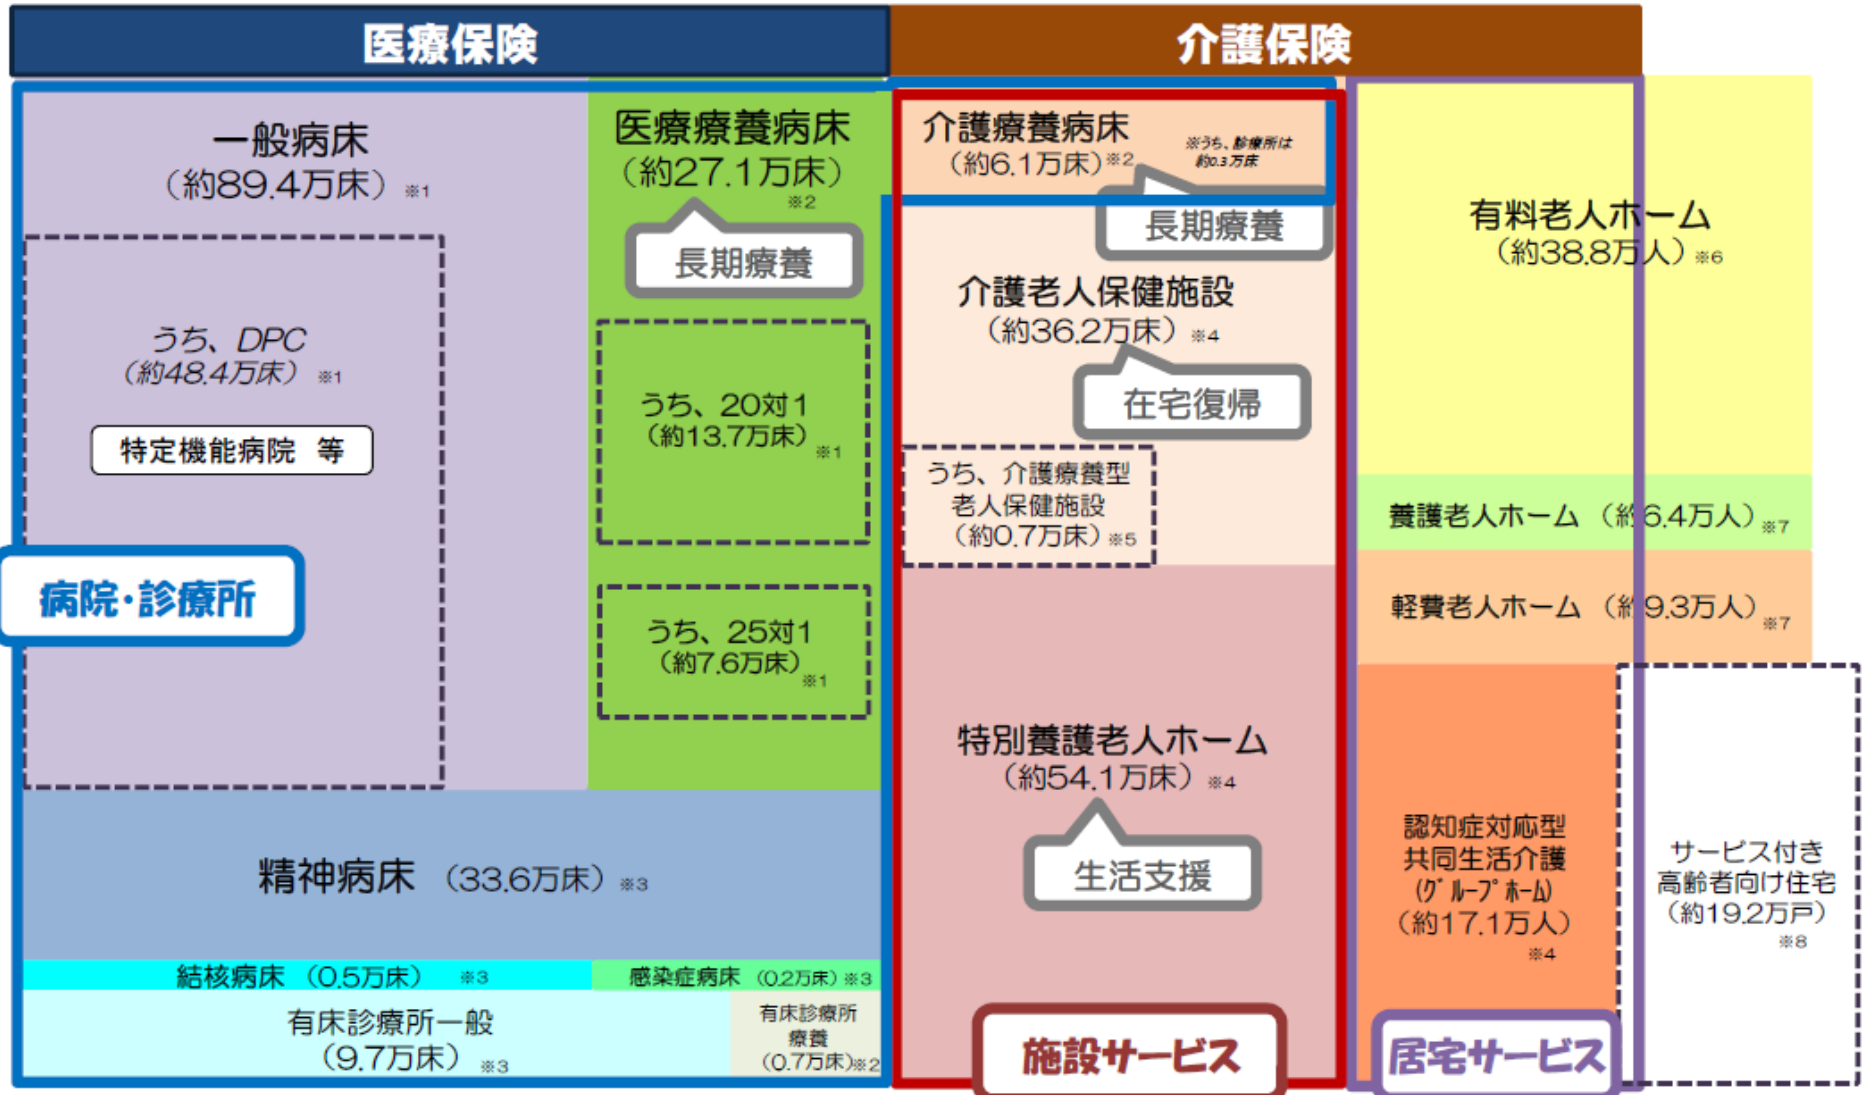 医療保険
介護保険
一般病床
（約89.4万床）※1
うち、DPC
（約48.4万床）※1
特定機能病院　等
病院・診療所
医療療養病床
（約27.1万床）
※2
長期療養
うち、20対1
（約13.7万床）
※1
うち、25対1
（約7.6万床）
※1
精神病床（33.6万床）※3
結核病床（0.5万床）※3
感染症病床（0.2万床）※3
有床診療所一般
（9.7万床）※3
有床診療所
療養
（0.7万床）※2
介護療養病床
（約6.1万床）※2
※うち、診療所は
約0.3万床
長期療養
介護老人保健施設
（約36.2万床）※4
在宅復帰
うち、介護療養型
老人保健施設
（約0.7万床）※5
特別養護老人ホーム
（約54.1万床）※4
生活支援
施設サービス
有料老人ホーム
（約38.8万人）※6
養護老人ホーム（約6.4万人）※7
軽費老人ホーム（約9.3万人）※7
認知症対応型
共同生活介護
(ｸﾞﾙｰﾌﾟﾎｰﾑ)
（約17.1万人）
※4
居宅サービス
サービス付き
高齢者向け住宅
（約19.2万戸）
※8